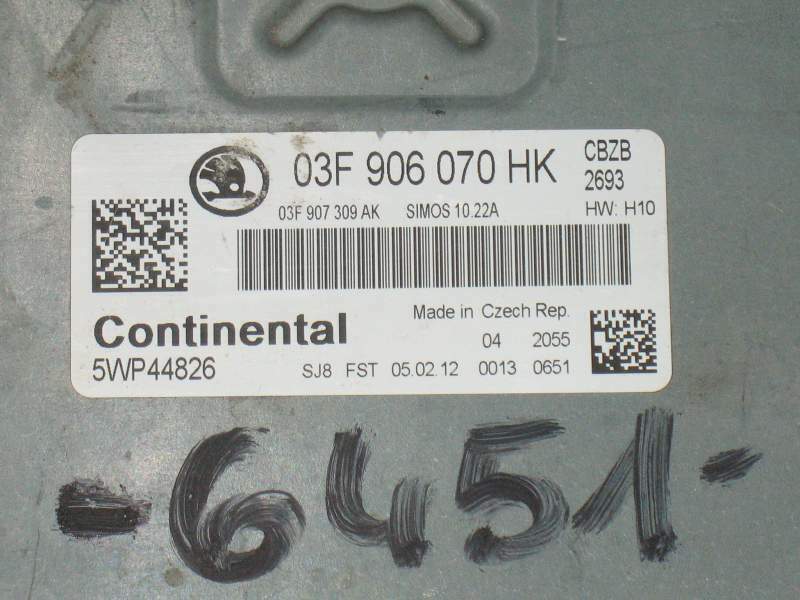 03F 906 070 HK CBZB
2693
03F 907 309 AK SIMOS 10.22A HW: H10
Made in Czech Rep.
Continental 04 2055
5WP44826 SJ8 FST 05.02.12 0013 0651
-6451-